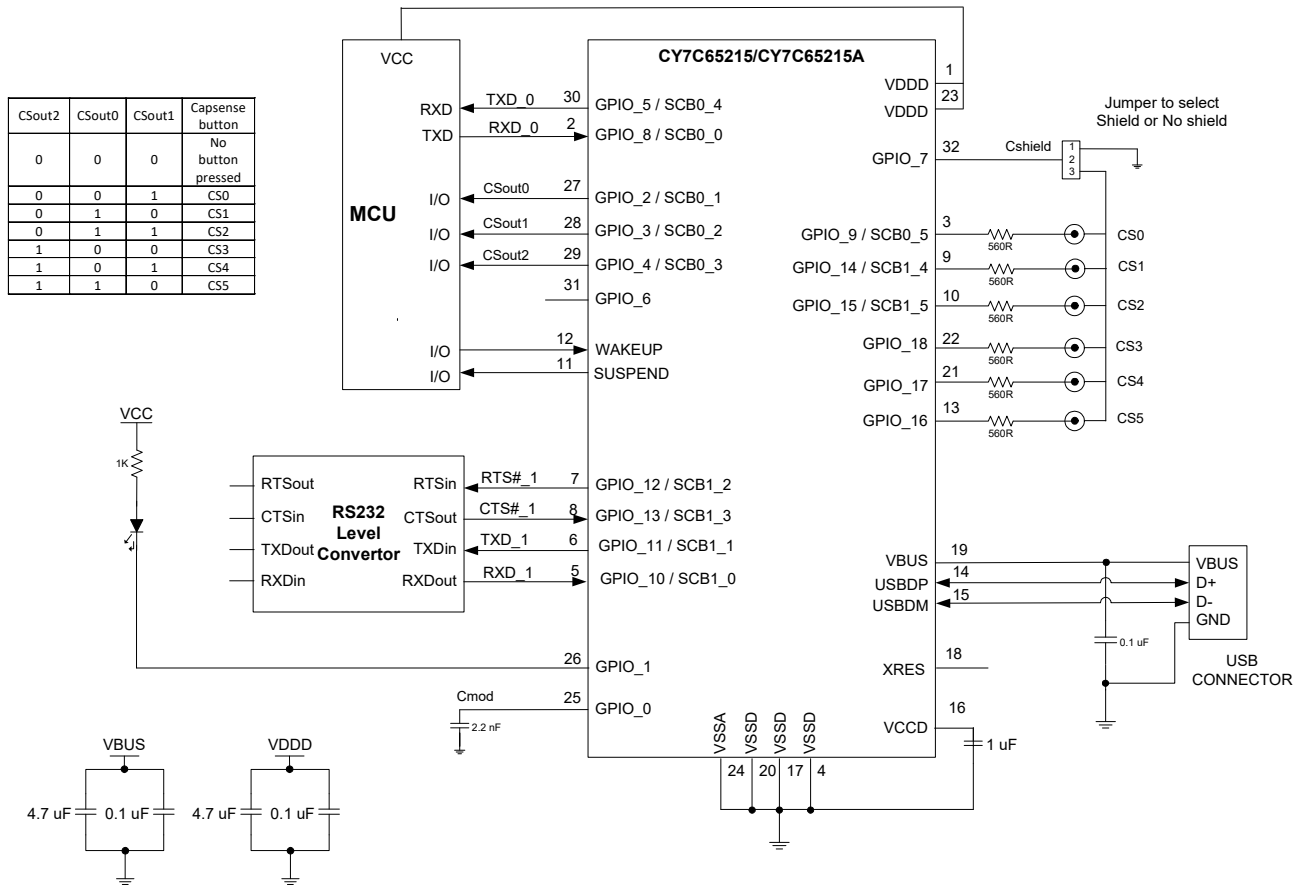 CY7C65215/CY7C65215A
VCC
MCU
RXD
TXD
I/O
I/O
I/O
I/O
I/O
TXD_0
RXD_0
CSout0
CSout1
CSout2
30
2
27
28
29
31
12
11
GPIO_5 / SCB0_4
GPIO_8 / SCB0_0
GPIO_2 / SCB0_1
GPIO_3 / SCB0_2
GPIO_4 / SCB0_3
GPIO_6
WAKEUP
SUSPEND
CSout2 CSout0 CSout1 Capsense button
0 0 0 No button pressed
0 0 1 CS0
0 1 0 CS1
0 1 1 CS2
1 0 0 CS3
1 0 1 CS4
1 1 0 CS5
VDDD 1
VDDD 23
GPIO_7 32
Cshield
1
2
3
Jumper to select
Shield or No shield
GPIO_9 / SCB0_5 3 560R CS0
GPIO_14 / SCB1_4 9 560R CS1
GPIO_15 / SCB1_5 10 560R CS2
GPIO_18 22 560R CS3
GPIO_17 21 560R CS4
GPIO_16 13 560R CS5
VCC
1K
RTSout
CTSin
TXDout
RXDin
RS232
Level
Convertor
RTSin
CTSout
TXDin
RXDout
RTS#_1 7 GPIO_12 / SCB1_2
CTS#_1 8 GPIO_13 / SCB1_3
TXD_1 6 GPIO_11 / SCB1_1
RXD_1 5 GPIO_10 / SCB1_0
26 GPIO_1
Cmod 25 GPIO_0
2.2 nF
VBUS 19
USBDP 14
USBDM 15
XRES 18
VCCD 16
1 uF
0.1 uF
VBUS
D+
D-
GND
USB
CONNECTOR
VSSA
VSSD
VSSD
VSSD
24 20 17 4
VBUS
4.7 uF 0.1 uF
VDDD
4.7 uF 0.1 uF